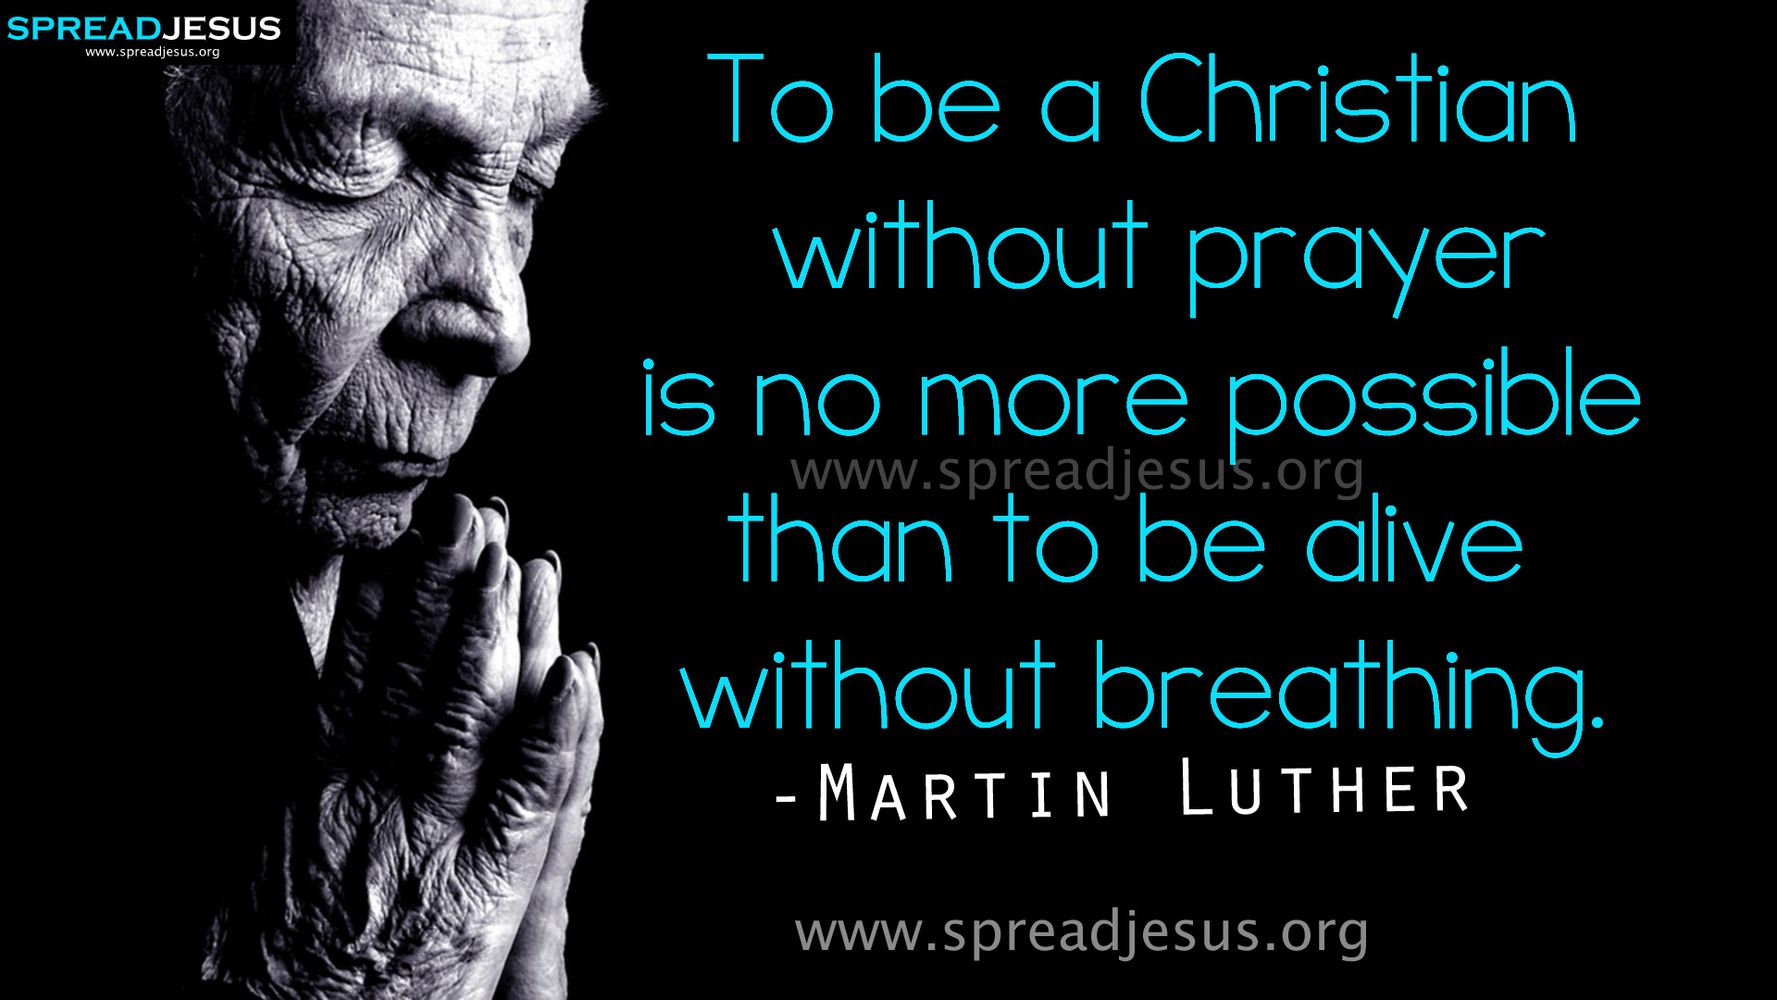 SPREADJESUS
www.spreadjesus.org
To be a Christian
without prayer
is no more possible
www.spreadjesus.org
than to be alive
without breathing.
-MARTIN LUTHER
www.spreadjesus.org